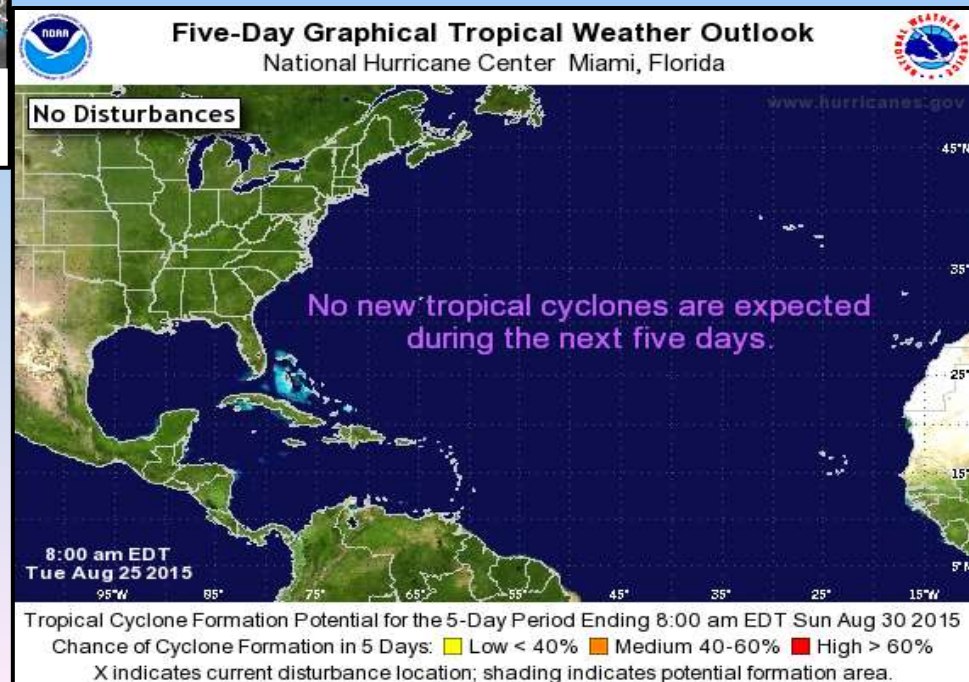 Five-Day Graphical Tropical Weather Outlook
National Hurricane Center Miami, Florida
NOAA
NATIONAL WEATHER SERVICE
No Disturbances
www.hurricanes.gov
45°N
35°
No new tropical cyclones are expected
during the next five days.
25°
15°
8:00 am EDT
Tue Aug 25 2015
5°N
95°W 85° 75° 65° 55° 45° 35° 25° 15°W
Tropical Cyclone Formation Potential for the 5-Day Period Ending 8:00 am EDT Sun Aug 30 2015
Chance of Cyclone Formation in 5 Days: Low < 40% Medium 40-60% High > 60%
X indicates current disturbance location; shading indicates potential formation area.